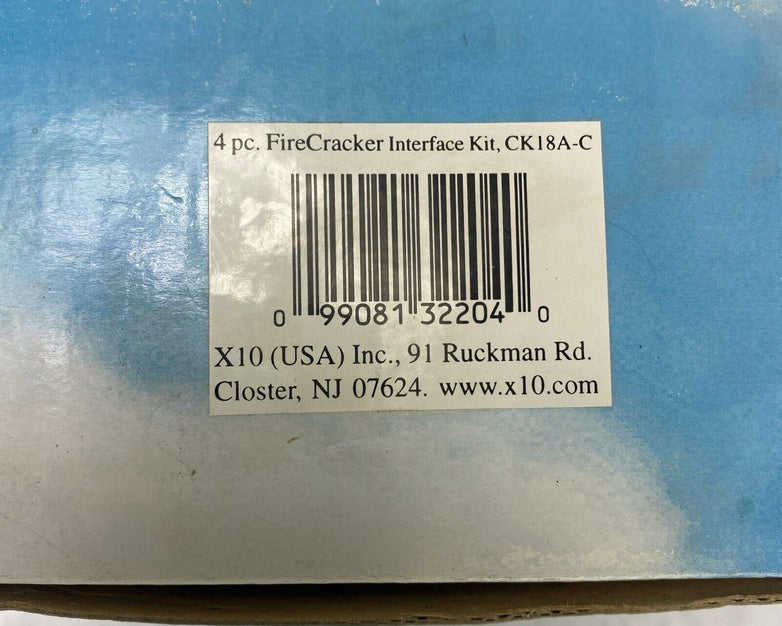 4 pc. FireCracker Interface Kit, CK18A-C
0 99081 32204 0
X10 (USA) Inc., 91 Ruckman Rd.
Closter, NJ 07624. www.x10.com